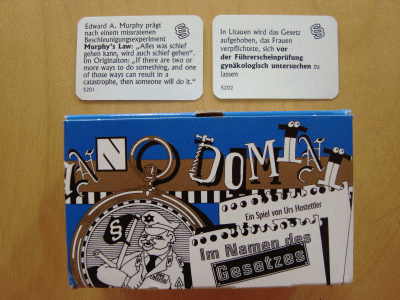 Edward A. Murphy prägt
nach einem missratenen
Beschleunigungsexperiment
Murphy's Law: „Alles was schief
gehen kann, wird auch schief gehen".
Im Originalton: „If there are two or
more ways to do something, and one
of those ways can result in a
catastrophe, then someone will do it."
5201
§
In Litauen wird das Gesetz
aufgehoben, das Frauen
verpflichtete, sich vor
der Führerscheinprüfung
gynäkologisch untersuchen zu
lassen
5202
§
ANNO DOMINI
Ein Spiel von Urs Hostettler
§
Im Namen des
Gesetzes